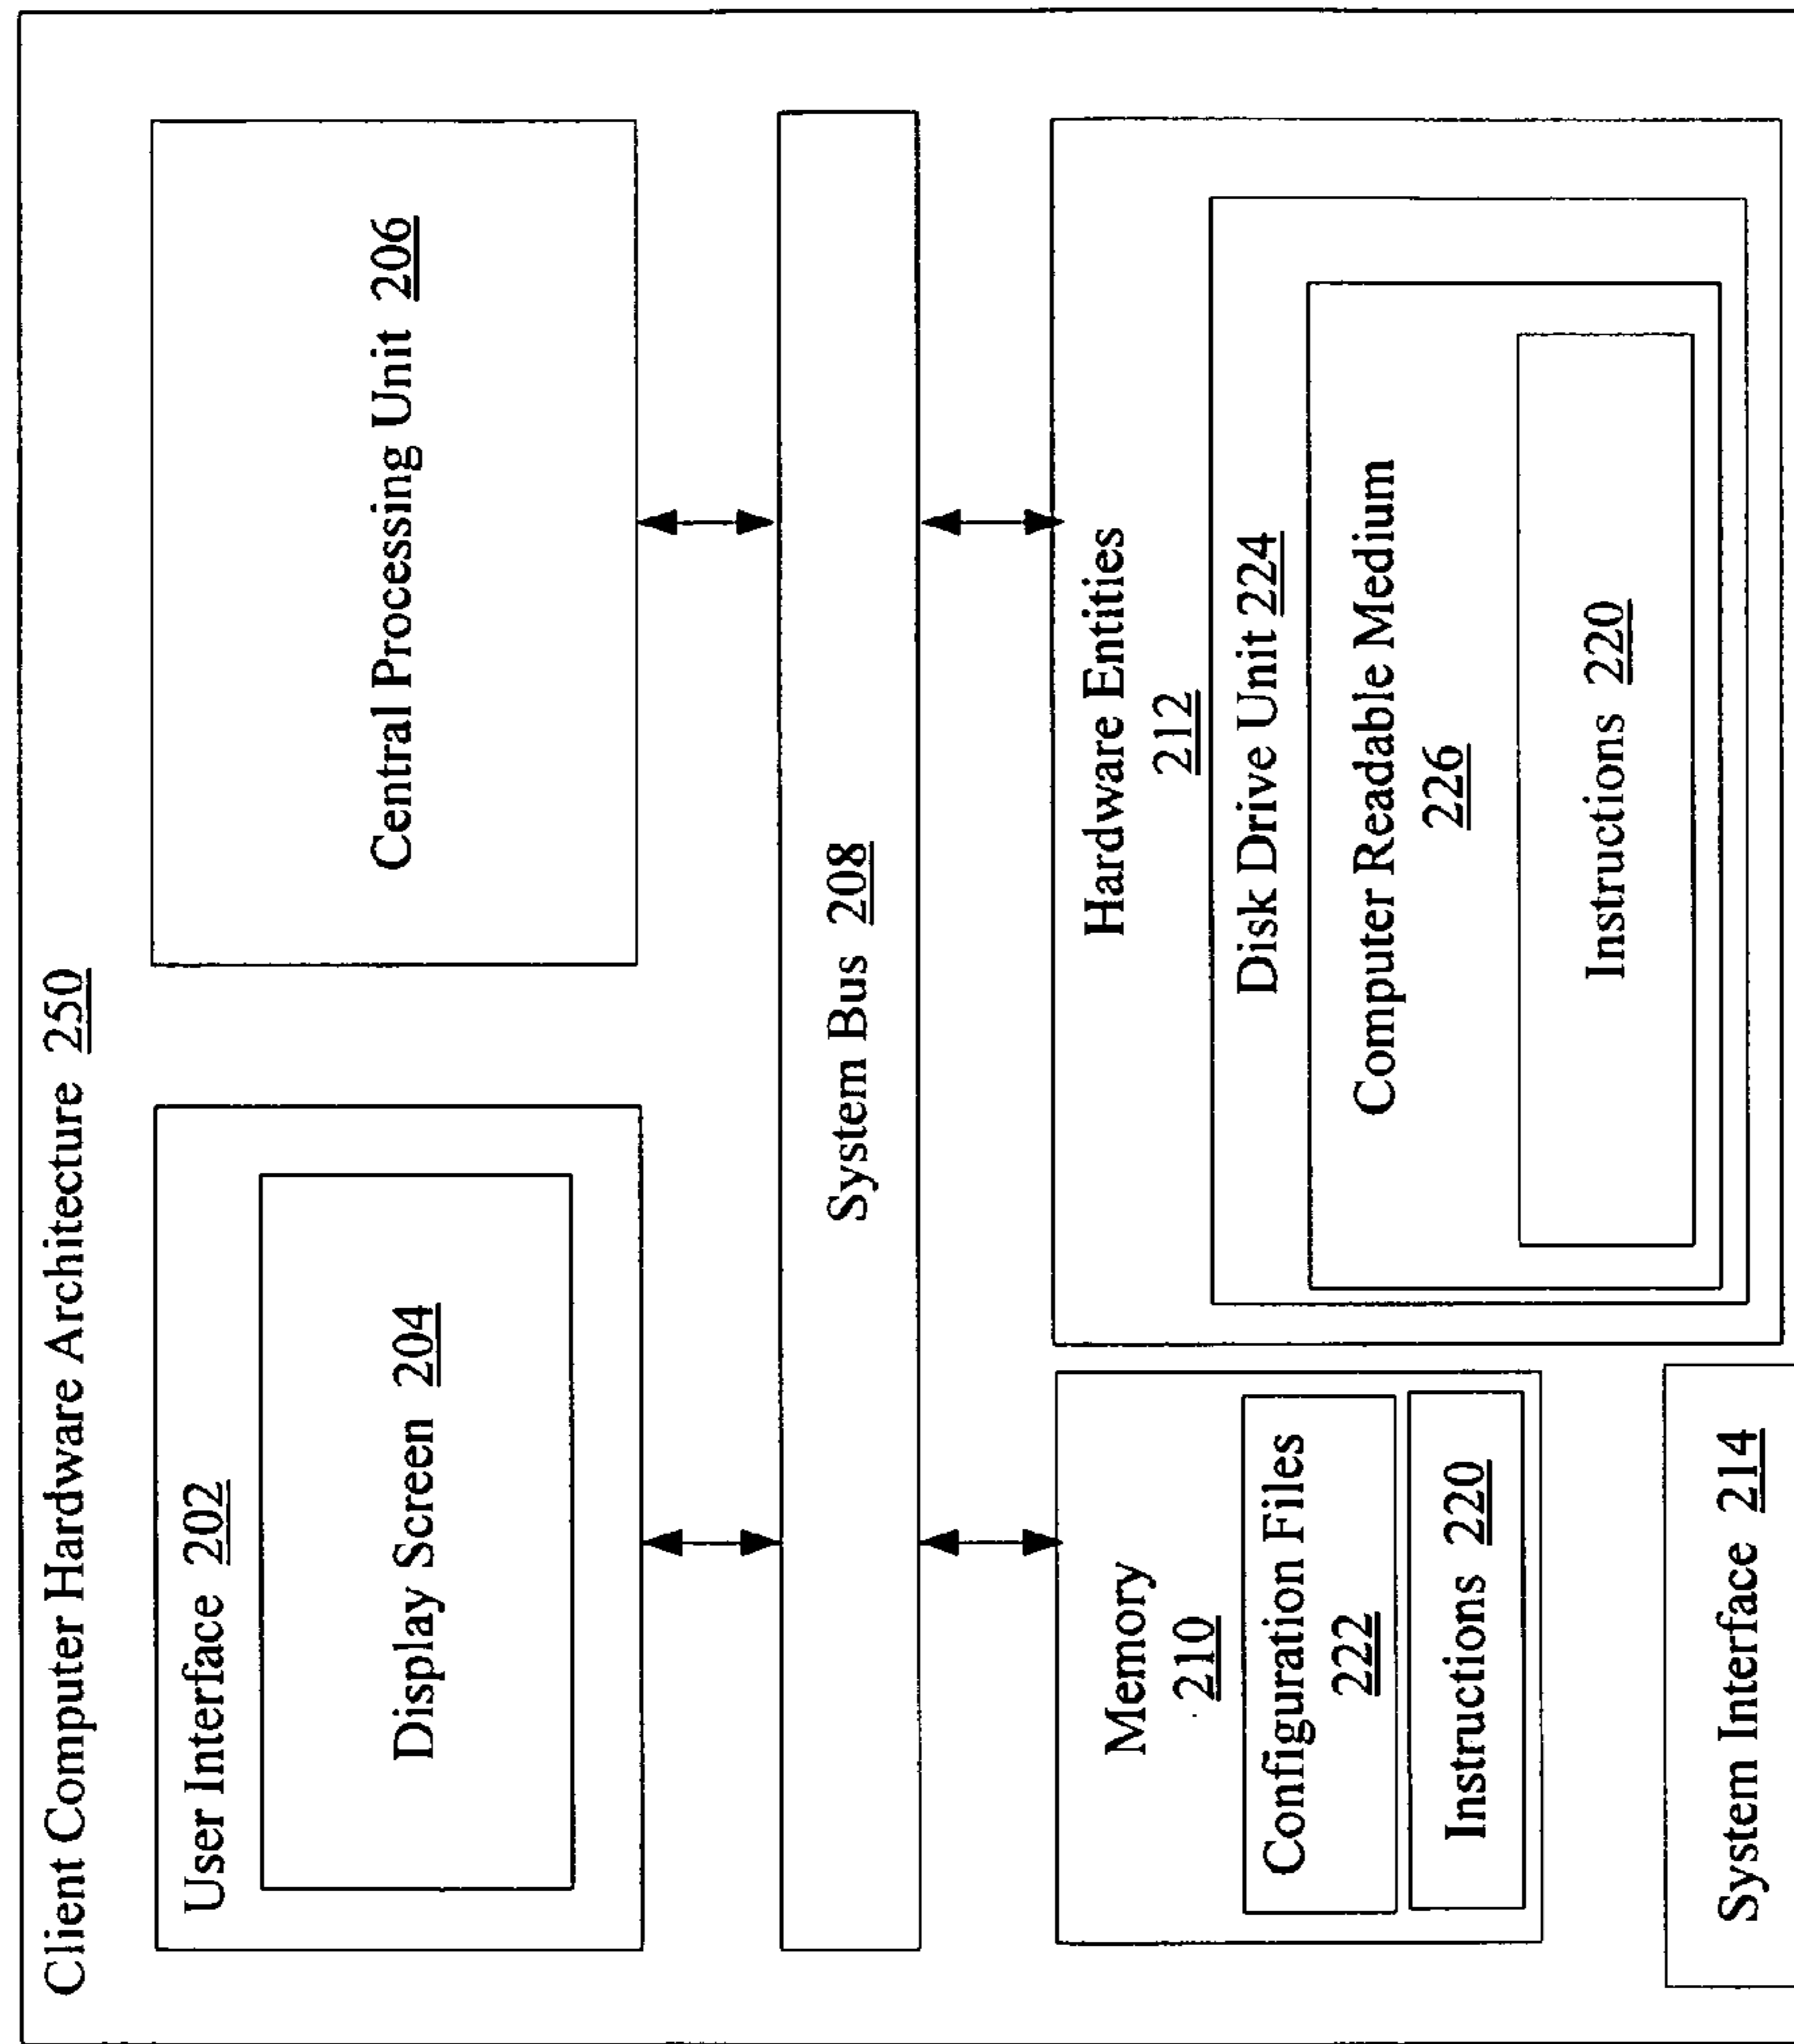 Client Computer Hardware Architecture 250
User Interface 202
Display Screen 204
Central Processing Unit 206
System Bus 208
Memory
210
Configuration Files
222
Instructions 220
Hardware Entities
212
Disk Drive Unit 224
Computer Readable Medium
226
Instructions 220
System Interface 214